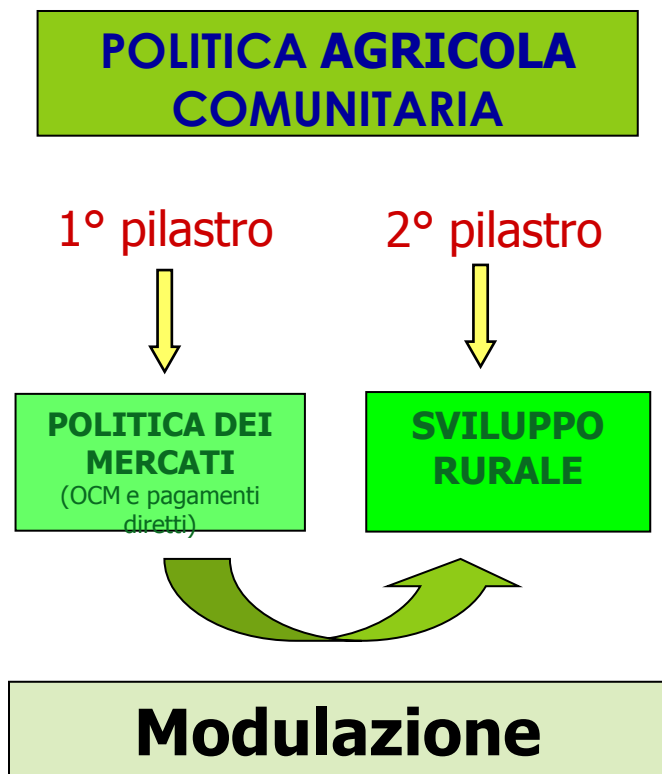 POLITICA AGRICOLA
COMUNITARIA
1° pilastro
2° pilastro
POLITICA DEI
MERCATI
(OCM e pagamenti
diretti)
SVILUPPO
RURALE
Modulazione